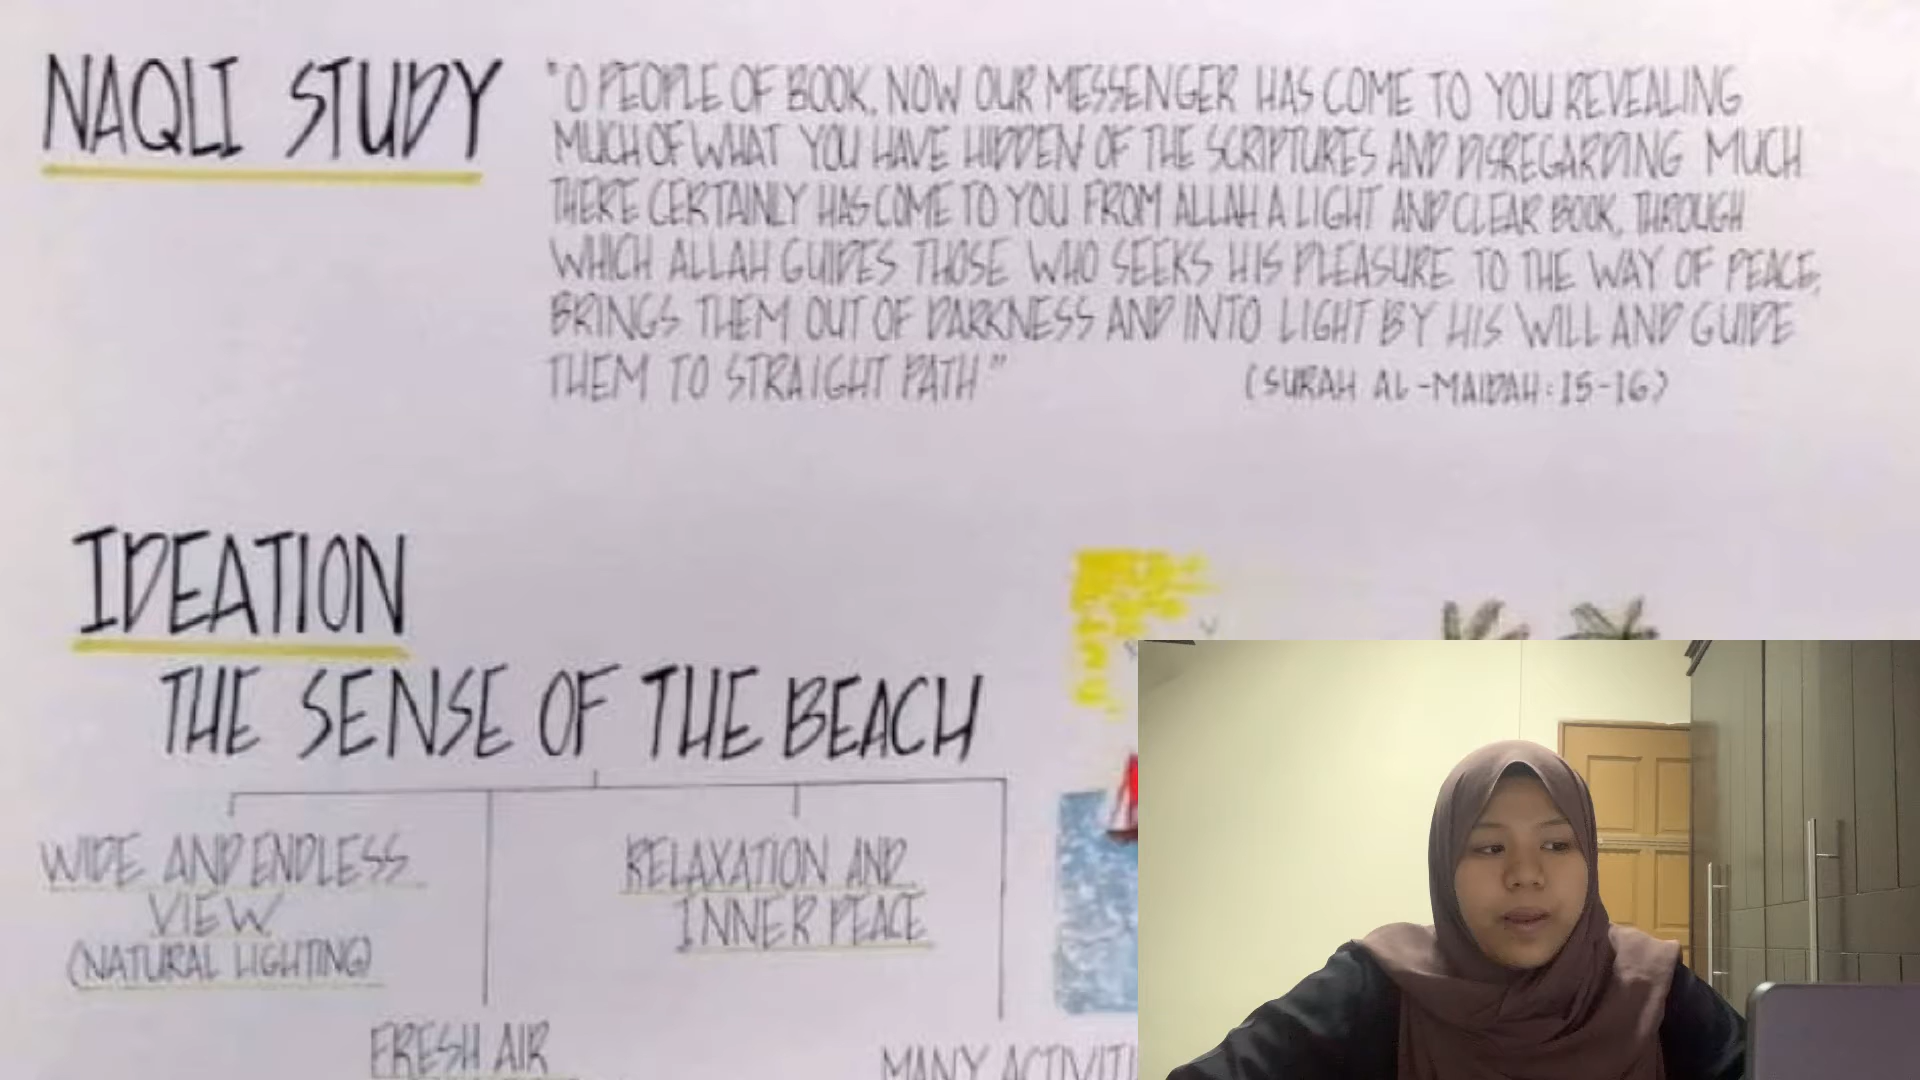 NAQLI STUDY
"O PEOPLE OF BOOK, NOW OUR MESSENGER HAS COME TO YOU REVEALING
MUCH OF WHAT YOU HAVE HIDDEN OF THE SCRIPTURES AND DISREGARDING MUCH
THERE CERTAINLY HAS COME TO YOU FROM ALLAH A LIGHT AND CLEAR BOOK, THROUGH
WHICH ALLAH GUIDES THOSE WHO SEEKS HIS PLEASURE TO THE WAY OF PEACE,
BRINGS THEM OUT OF DARKNESS AND INTO LIGHT BY HIS WILL AND GUIDE
THEM TO STRAIGHT PATH"
(SURAH AL-MAIDAH:15-16)
IDEATION
THE SENSE OF THE BEACH
WIDE AND ENDLESS
VIEW
(NATURAL LIGHTING)
RELAXATION AND
INNER PEACE
FRESH AIR
MANY ACTIVITI